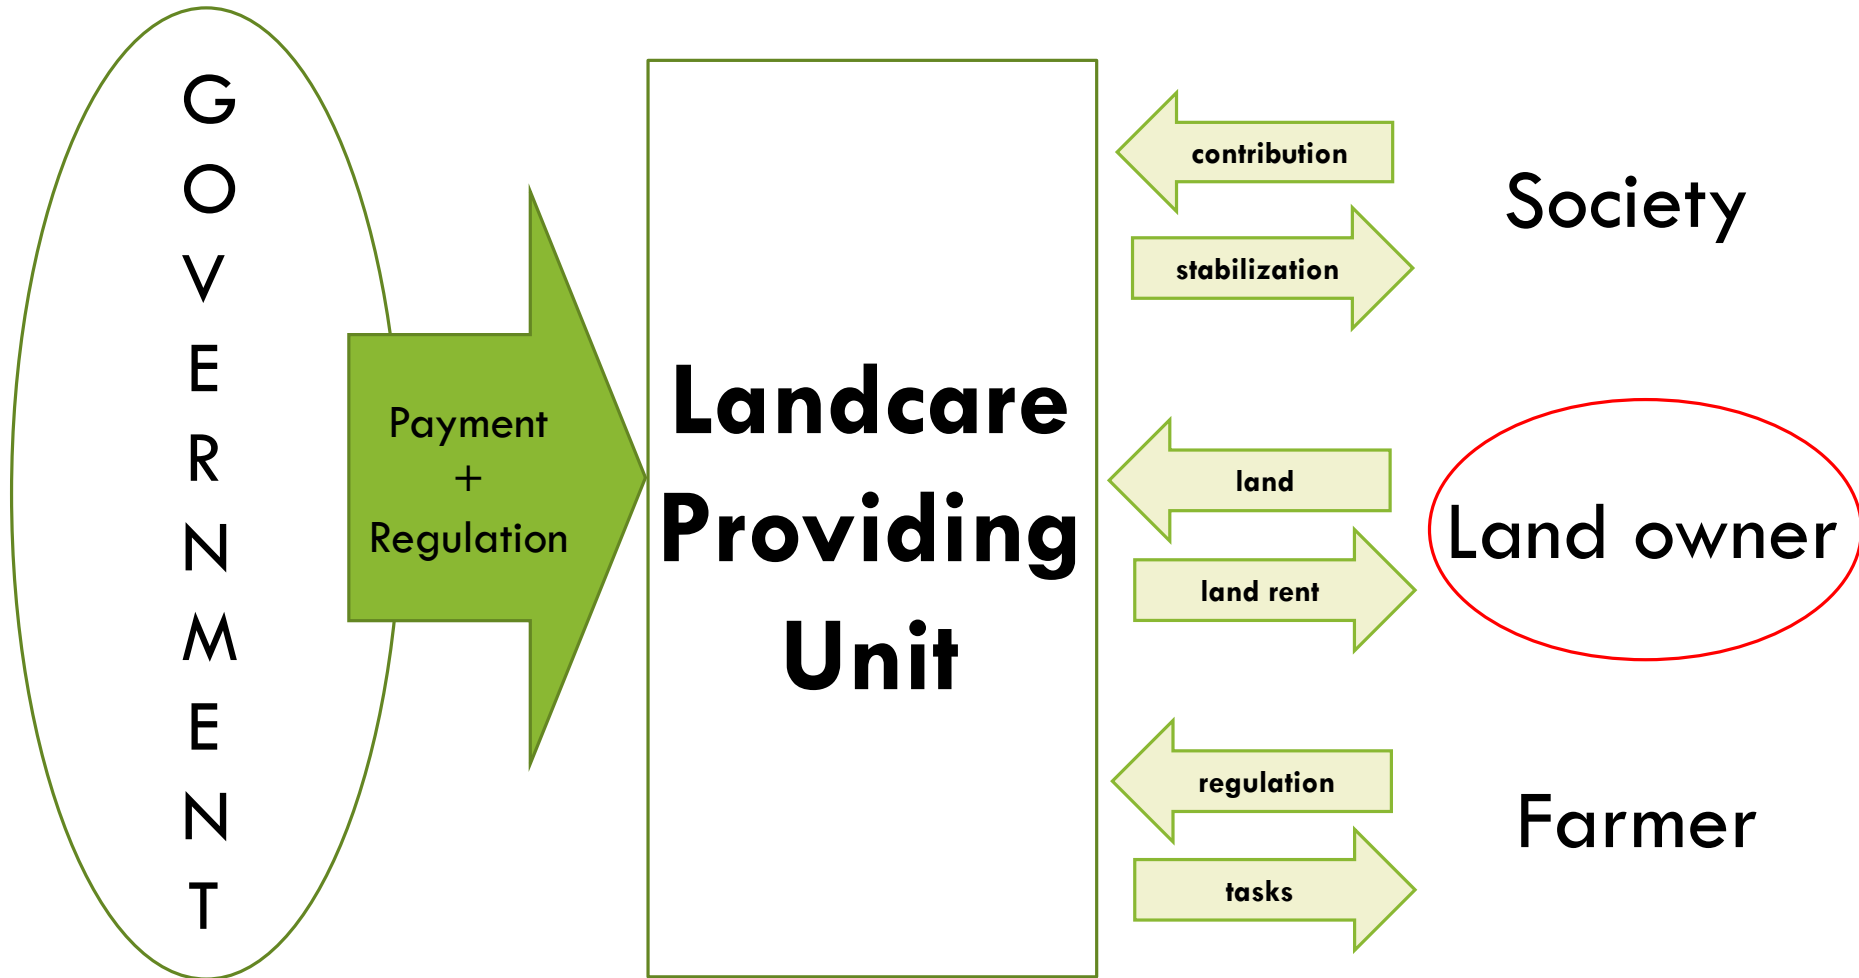 G
O
V
E
R
N
M
E
N
T
Payment
+
Regulation
Landcare
Providing
Unit
contribution
stabilization
Society
land
land rent
Land owner
regulation
tasks
Farmer